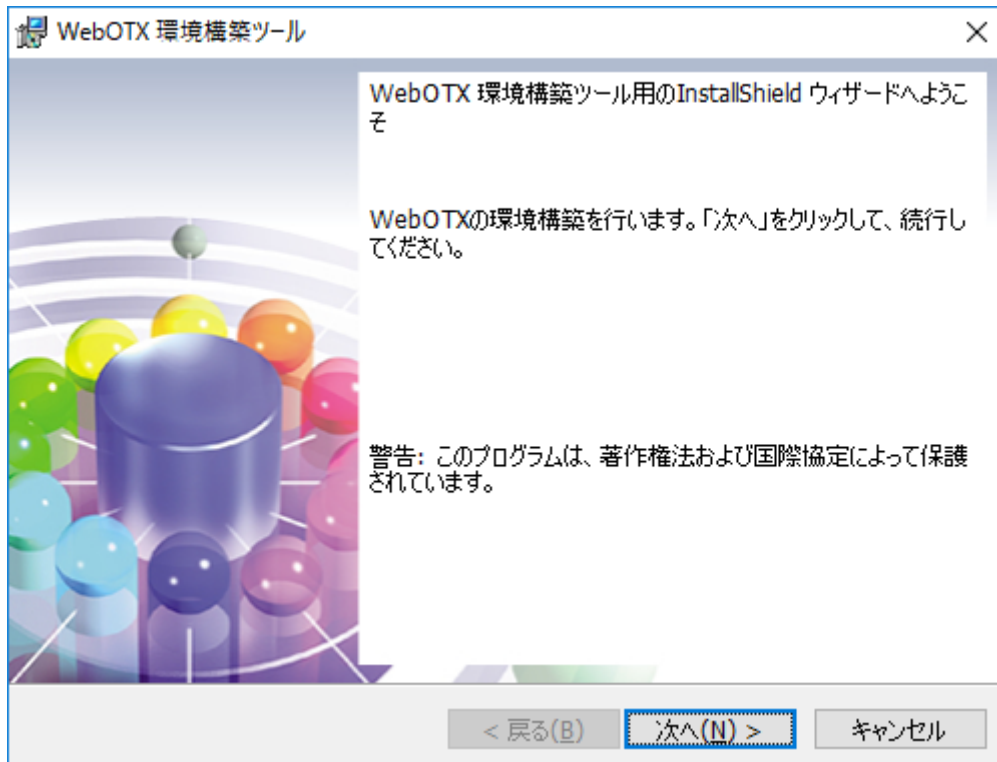 WebOTX 環境構築ツール
WebOTX 環境構築ツール用のInstallShield ウィザードへようこ
そ
WebOTXの環境構築を行います。「次へ」をクリックして、続行し
てください。
警告: このプログラムは、著作権法および国際協定によって保護
されています。
< 戻る(B)
次へ(N) >
キャンセル